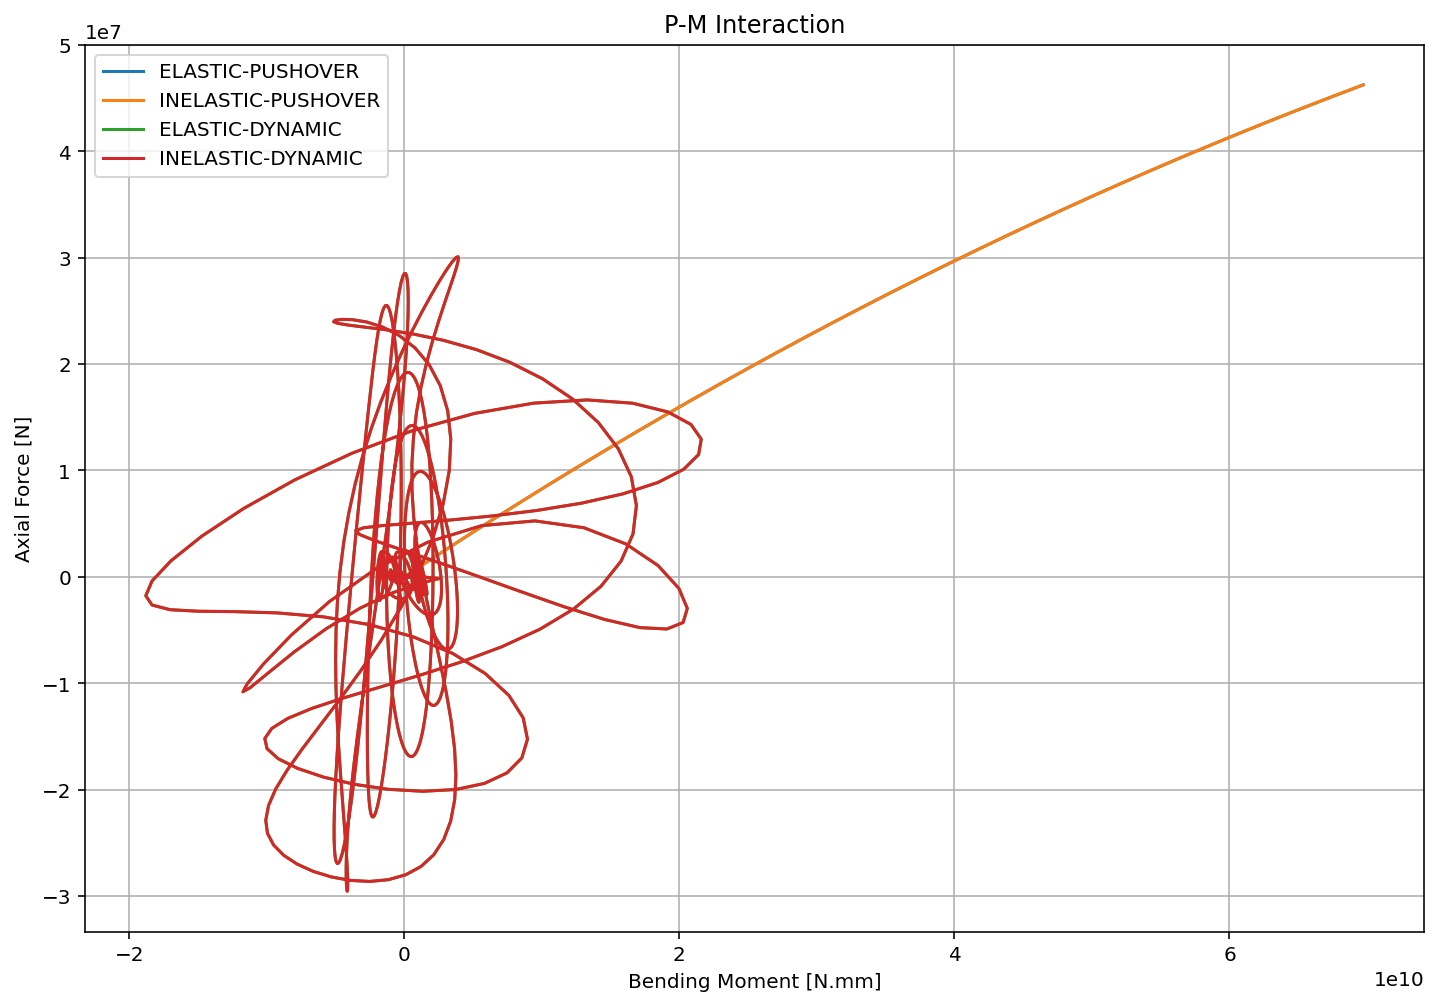 P-M Interaction
1e7
5
4
3
2
1
0
−1
−2
−3
Axial Force [N]
ELASTIC-PUSHOVER
INELASTIC-PUSHOVER
ELASTIC-DYNAMIC
INELASTIC-DYNAMIC
−2 0 2 4 6
1e10
Bending Moment [N.mm]